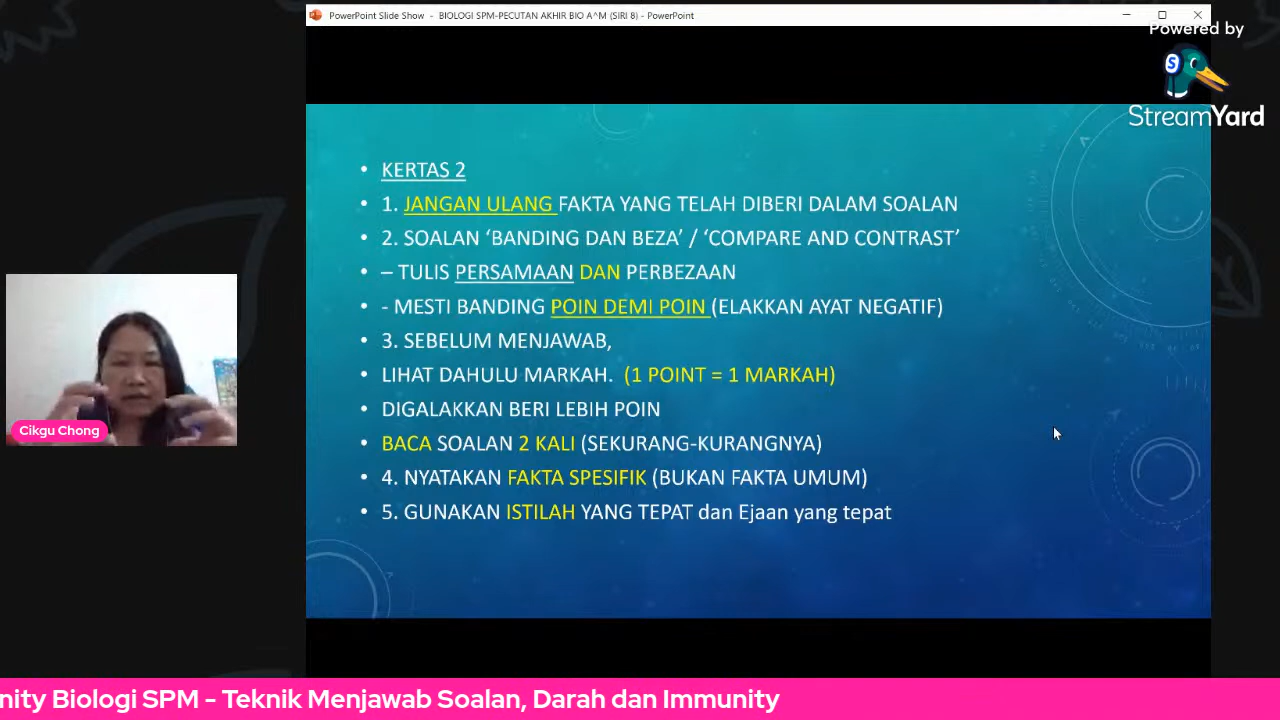 PowerPoint Slide Show - BIOLOGI SPM-PECUTAN AKHIR BIO A^M (SIRI 8) - PowerPoint
Powered by
S
StreamYard
• KERTAS 2
• 1. JANGAN ULANG FAKTA YANG TELAH DIBERI DALAM SOALAN
• 2. SOALAN ‘BANDING DAN BEZA’ / ‘COMPARE AND CONTRAST’
• – TULIS PERSAMAAN DAN PERBEZAAN
• - MESTI BANDING POIN DEMI POIN (ELAKKAN AYAT NEGATIF)
• 3. SEBELUM MENJAWAB,
• LIHAT DAHULU MARKAH. (1 POINT = 1 MARKAH)
• DIGALAKKAN BERI LEBIH POIN
• BACA SOALAN 2 KALI (SEKURANG-KURANGNYA)
• 4. NYATAKAN FAKTA SPESIFIK (BUKAN FAKTA UMUM)
• 5. GUNAKAN ISTILAH YANG TEPAT dan Ejaan yang tepat
Cikgu Chong
nity Biologi SPM - Teknik Menjawab Soalan, Darah dan Immunity